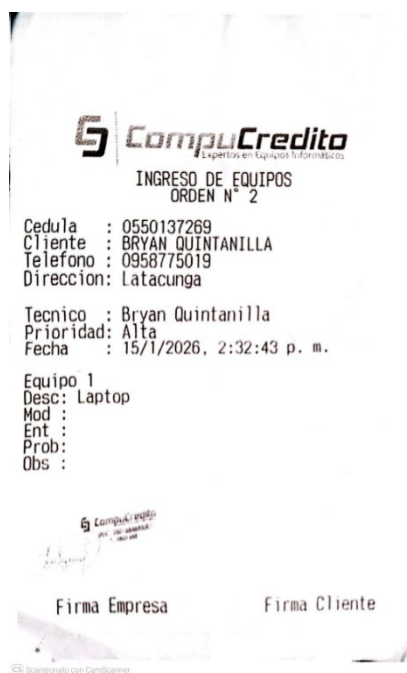 CompuCredito
Expertos en Equipos Informáticos
INGRESO DE EQUIPOS
ORDEN N° 2
Cedula : 0550137269
Cliente : BRYAN QUINTANILLA
Telefono : 0958775019
Direccion: Latacunga
Tecnico : Bryan Quintanilla
Prioridad: Alta
Fecha : 15/1/2026, 2:32:43 p. m.
Equipo 1
Desc: Laptop
Mod :
Ent :
Prob:
Obs :
CompuCredito
Firma Empresa Firma Cliente
CS Scansionato con CamScanner